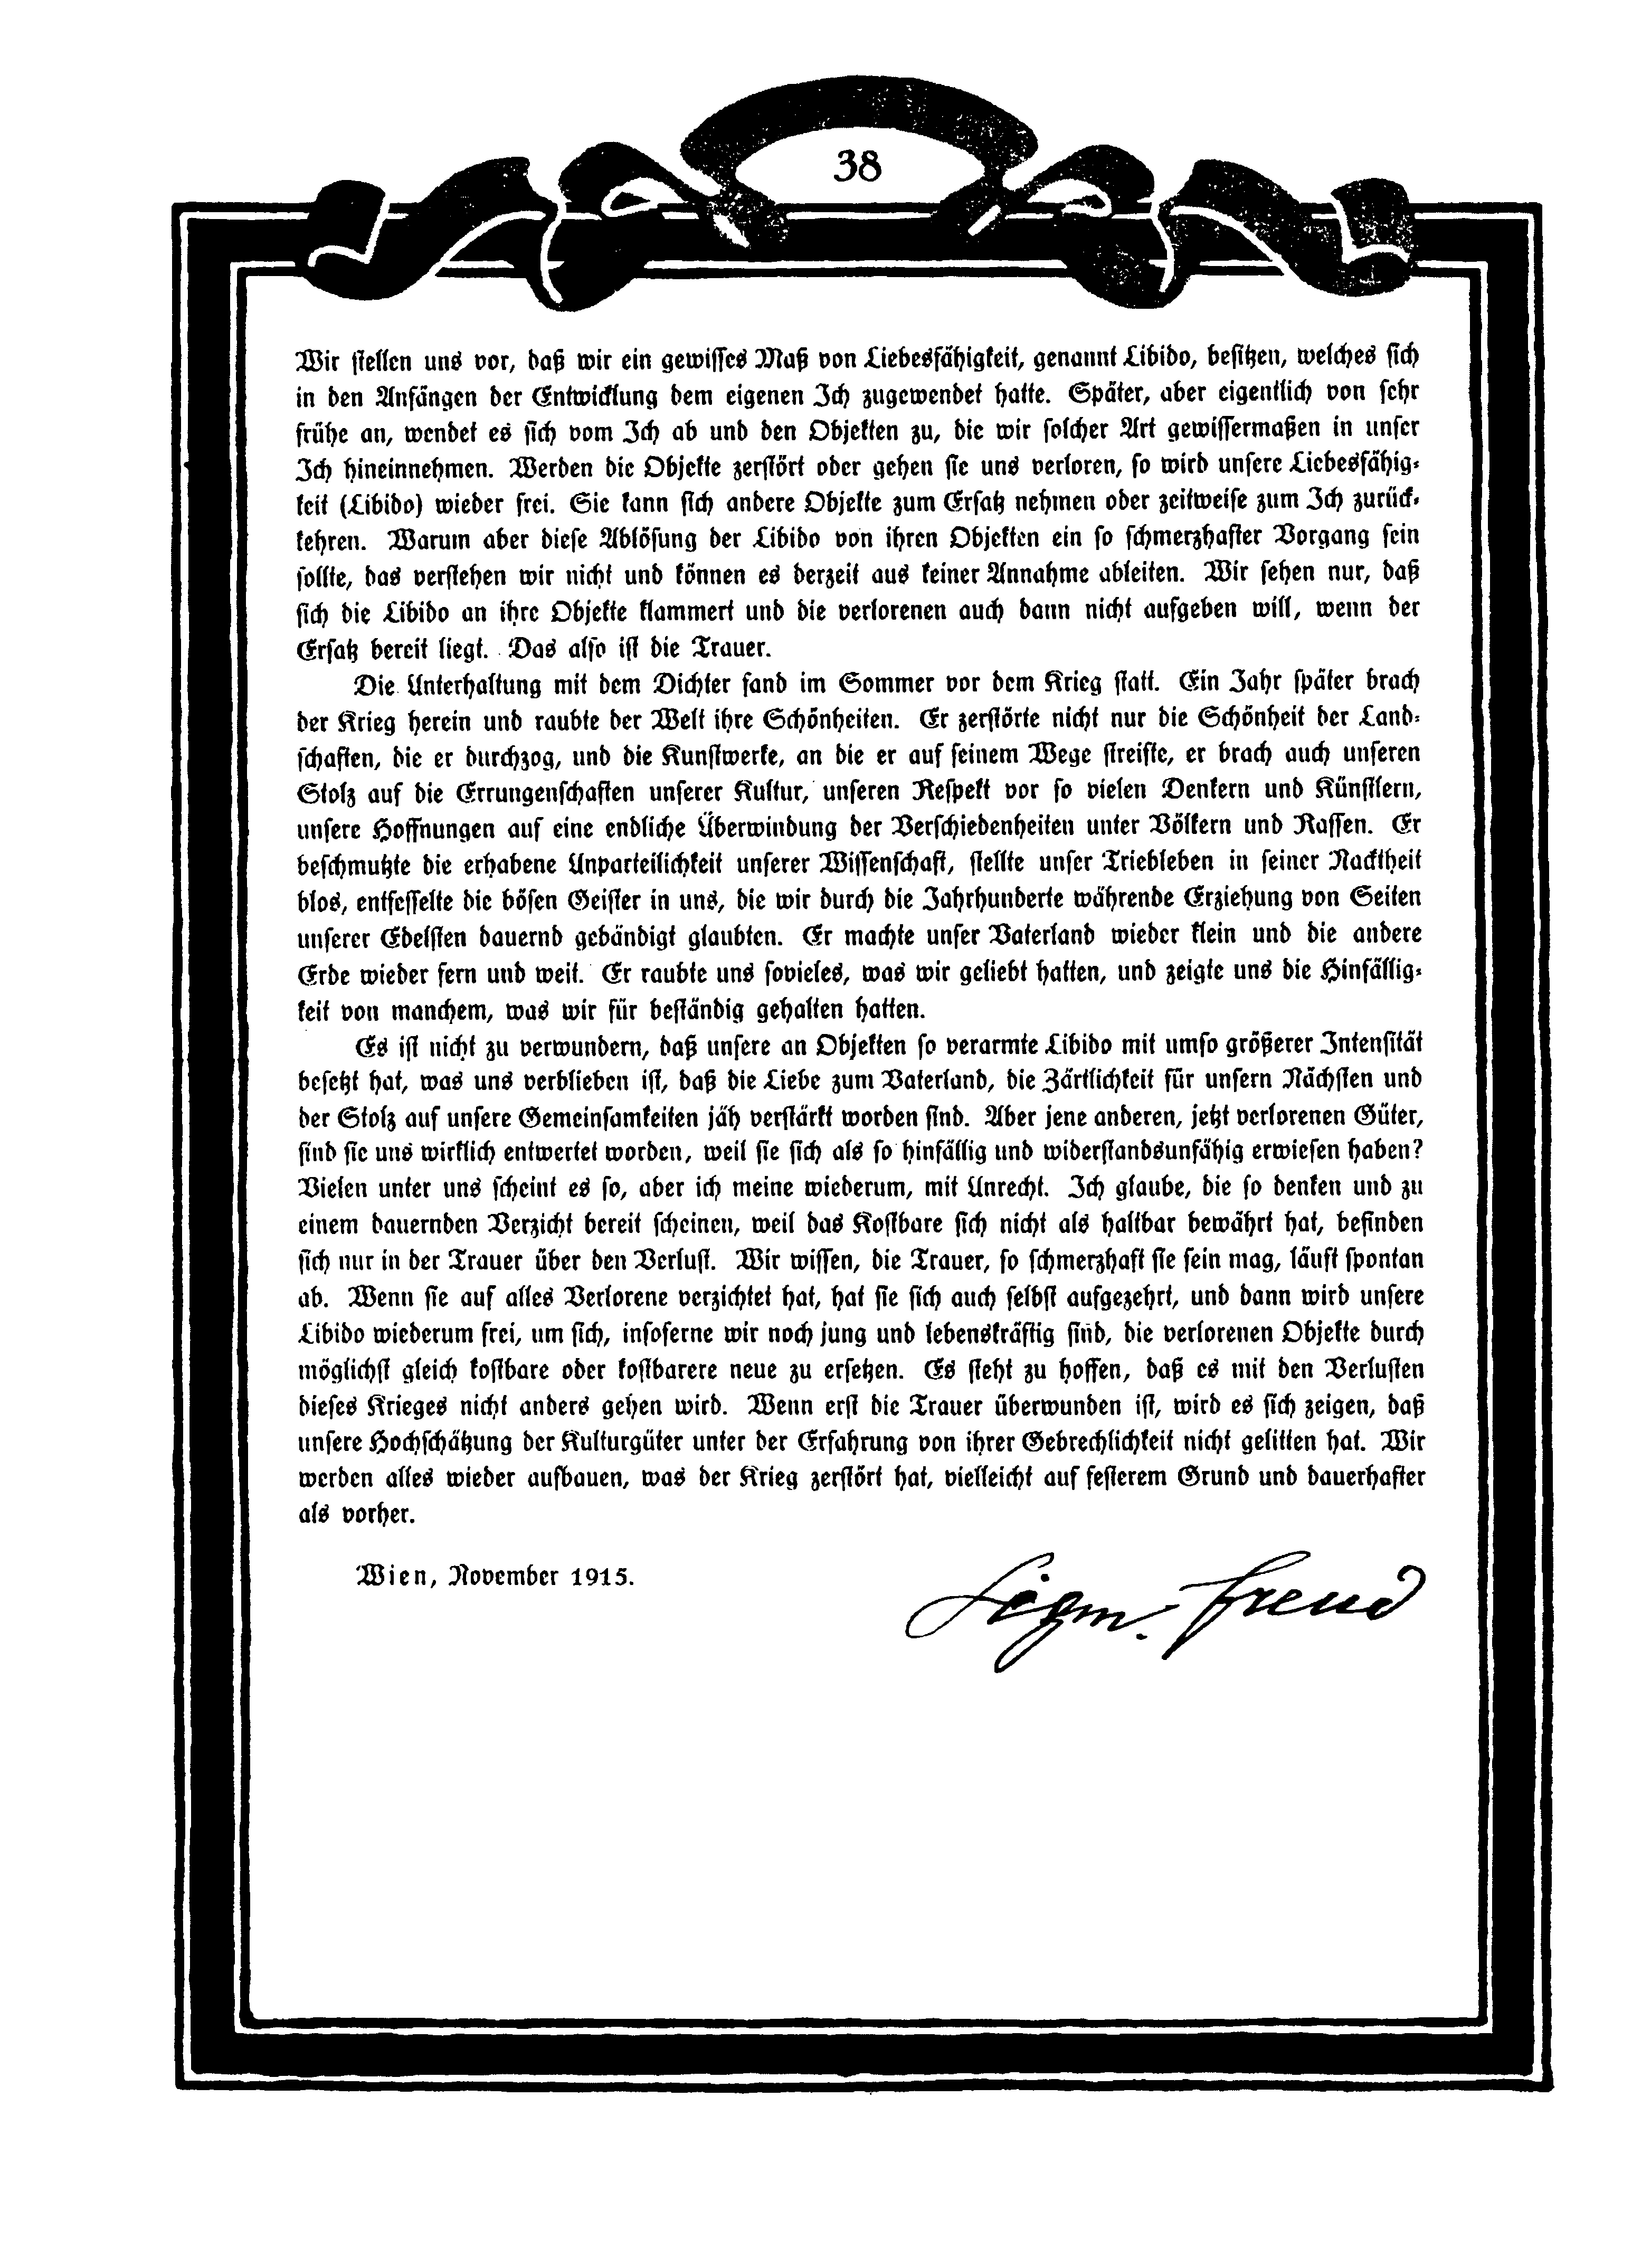 38
Wir stellen uns vor, daß wir ein gewisses Maß von Liebesfähigkeit, genannt Libido, besitzen, welches sich
in den Anfängen der Entwicklung dem eigenen Ich zugewendet hatte. Später, aber eigentlich von sehr
frühe an, wendet es sich vom Ich ab und den Objekten zu, die wir solcher Art gewissermaßen in unser
Ich hineinnehmen. Werden die Objekte zerstört oder gehen sie uns verloren, so wird unsere Liebesfähig-
keit (Libido) wieder frei. Sie kann sich andere Objekte zum Ersatz nehmen oder zeitweise zum Ich zurück-
kehren. Warum aber diese Ablösung der Libido von ihren Objekten ein so schmerzhafter Vorgang sein
sollte, das verstehen wir nicht und können es derzeit aus keiner Annahme ableiten. Wir sehen nur, daß
sich die Libido an ihre Objekte klammert und die verlorenen auch dann nicht aufgeben will, wenn der
Ersatz bereit liegt. Das also ist die Trauer.
Die Unterhaltung mit dem Dichter fand im Sommer vor dem Krieg statt. Ein Jahr später brach
der Krieg herein und raubte der Welt ihre Schönheiten. Er zerstörte nicht nur die Schönheit der Land-
schaften, die er durchzog, und die Kunstwerke, an die er auf seinem Wege streifte, er brach auch unseren
Stolz auf die Errungenschaften unserer Kultur, unseren Respekt vor so vielen Denkern und Künstlern,
unsere Hoffnungen auf eine endliche Überwindung der Verschiedenheiten unter Völkern und Rassen. Er
beschmutzte die erhabene Unparteilichkeit unserer Wissenschaft, stellte unser Triebleben in seiner Nacktheit
blos, entfesselte die bösen Geister in uns, die wir durch die Jahrhunderte währende Erziehung von Seiten
unserer Edelsten dauernd gebändigt glaubten. Er machte unser Vaterland wieder klein und die andere
Erde wieder fern und weit. Er raubte uns sovieles, was wir geliebt hatten, und zeigte uns die Hinfällig-
keit von manchem, was wir für beständig gehalten hatten.
Es ist nicht zu verwundern, daß unsere an Objekten so verarmte Libido mit umso größerer Intensität
besetzt hat, was uns verblieben ist, daß die Liebe zum Vaterland, die Zärtlichkeit für unsern Nächsten und
der Stolz auf unsere Gemeinsamkeiten jäh verstärkt worden sind. Aber jene anderen, jetzt verlorenen Güter,
sind sie uns wirklich entwertet worden, weil sie sich als so hinfällig und widerstandsunfähig erwiesen haben?
Vielen unter uns scheint es so, aber ich meine wiederum, mit Unrecht. Ich glaube, die so denken und zu
einem dauernden Verzicht bereit scheinen, weil das Kostbare sich nicht als haltbar bewährt hat, befinden
sich nur in der Trauer über den Verlust. Wir wissen, die Trauer, so schmerzhaft sie sein mag, läuft spontan
ab. Wenn sie auf alles Verlorene verzichtet hat, hat sie sich auch selbst aufgezehrt, und dann wird unsere
Libido wiederum frei, um sich, insoferne wir noch jung und lebenskräftig sind, die verlorenen Objekte durch
möglichst gleich kostbare oder kostbarere neue zu ersetzen. Es steht zu hoffen, daß es mit den Verlusten
dieses Krieges nicht anders gehen wird. Wenn erst die Trauer überwunden ist, wird es sich zeigen, daß
unsere Hochschätzung der Kulturgüter unter der Erfahrung von ihrer Gebrechlichkeit nicht gelitten hat. Wir
werden alles wieder aufbauen, was der Krieg zerstört hat, vielleicht auf festerem Grund und dauerhafter
als vorher.
Wien, November 1915.
Sigm. Freud